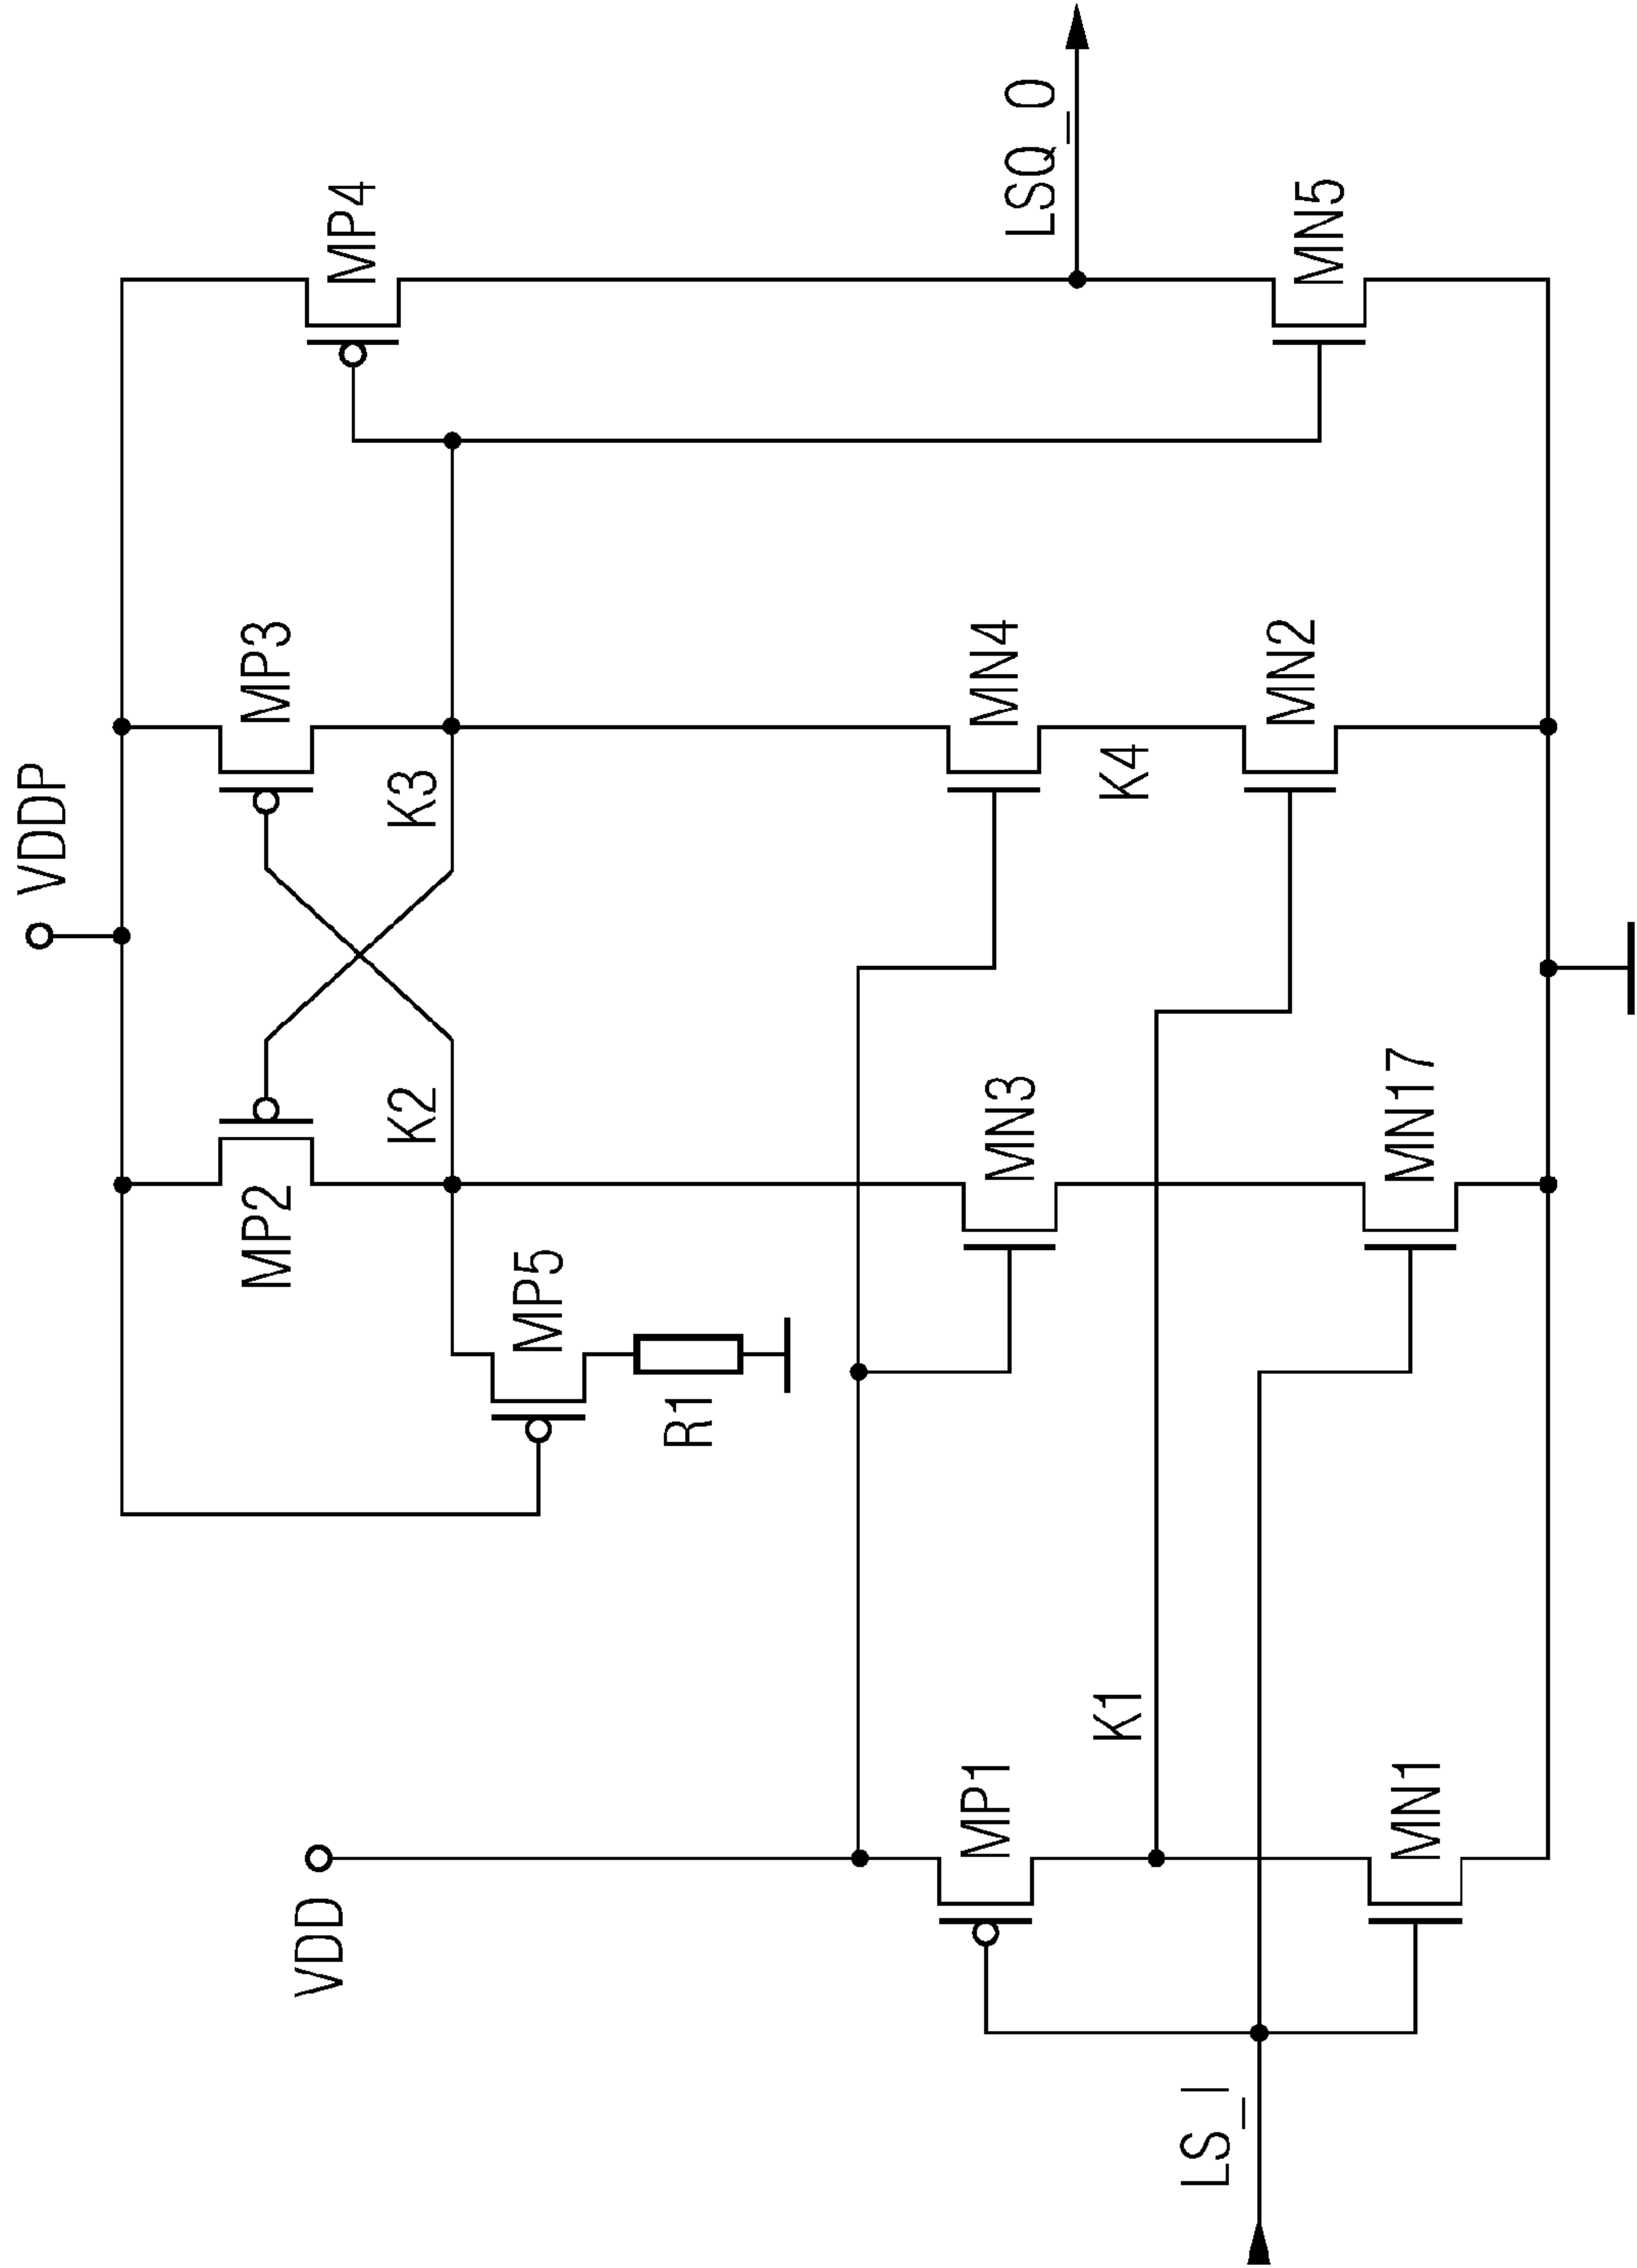 VDDP
MP2
MP3
MP4
K2
K3
MP5
R1
VDD
MP1
MN3
MN4
K4
LSQ_O
K1
MN2
LS_I
MN1
MN17
MN5